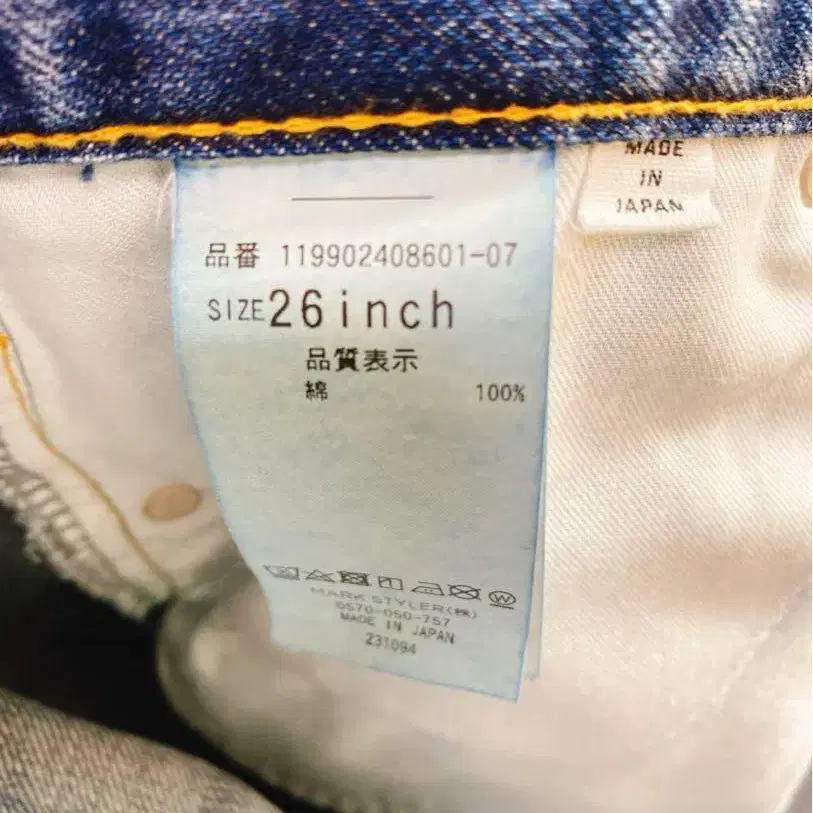 品番 119902408601-07
SIZE 26inch
品質表示
綿 100%
MARK STYLER(株)
5570-050-757
MADE IN JAPAN
231094
MADE
IN
JAPAN